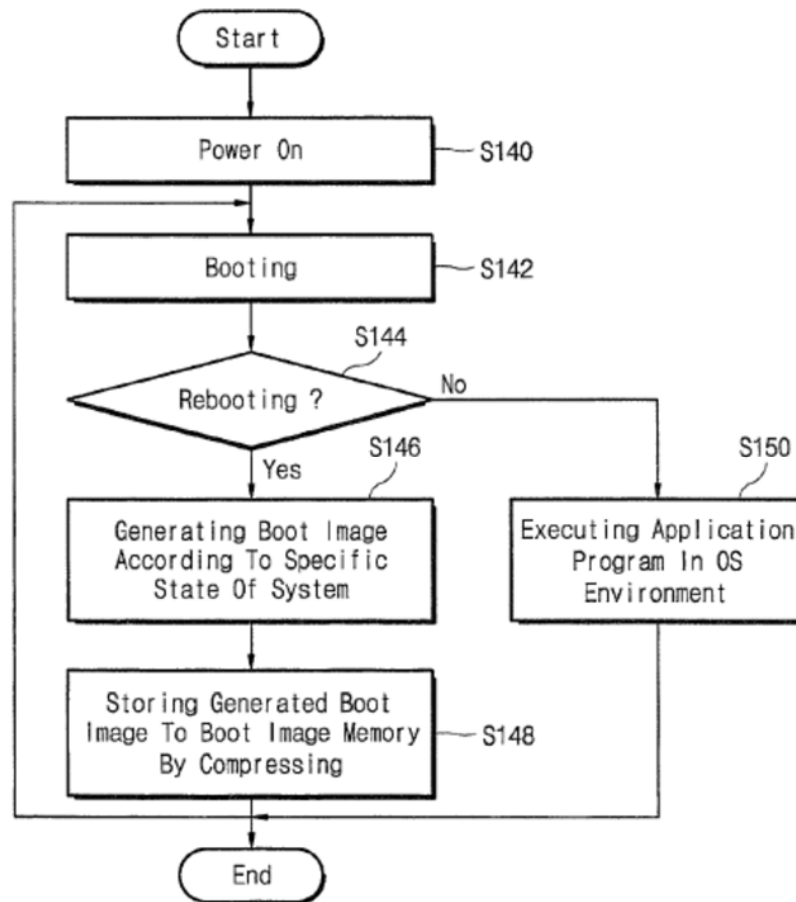 Start
Power On
S140
Booting
S142
S144
Rebooting ?
No
Yes
S146
S150
Generating Boot Image
According To Specific
State Of System
Executing Application
Program In OS
Environment
Storing Generated Boot
Image To Boot Image Memory
By Compressing
S148
End